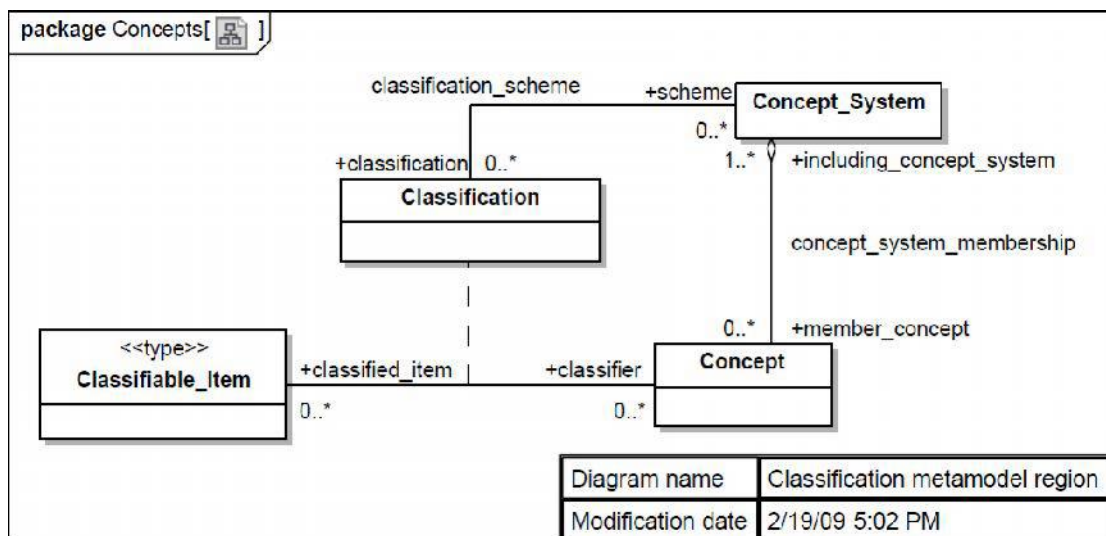 package Concepts[ ]
classification_scheme
+scheme
Concept_System
0..*
1..*
+including_concept_system
+classification
0..*
Classification
concept_system_membership
0..*
+member_concept
<<type>>
Classifiable_Item
+classified_item
+classifier
Concept
0..*
0..*
Diagram name Classification metamodel region
Modification date 2/19/09 5:02 PM